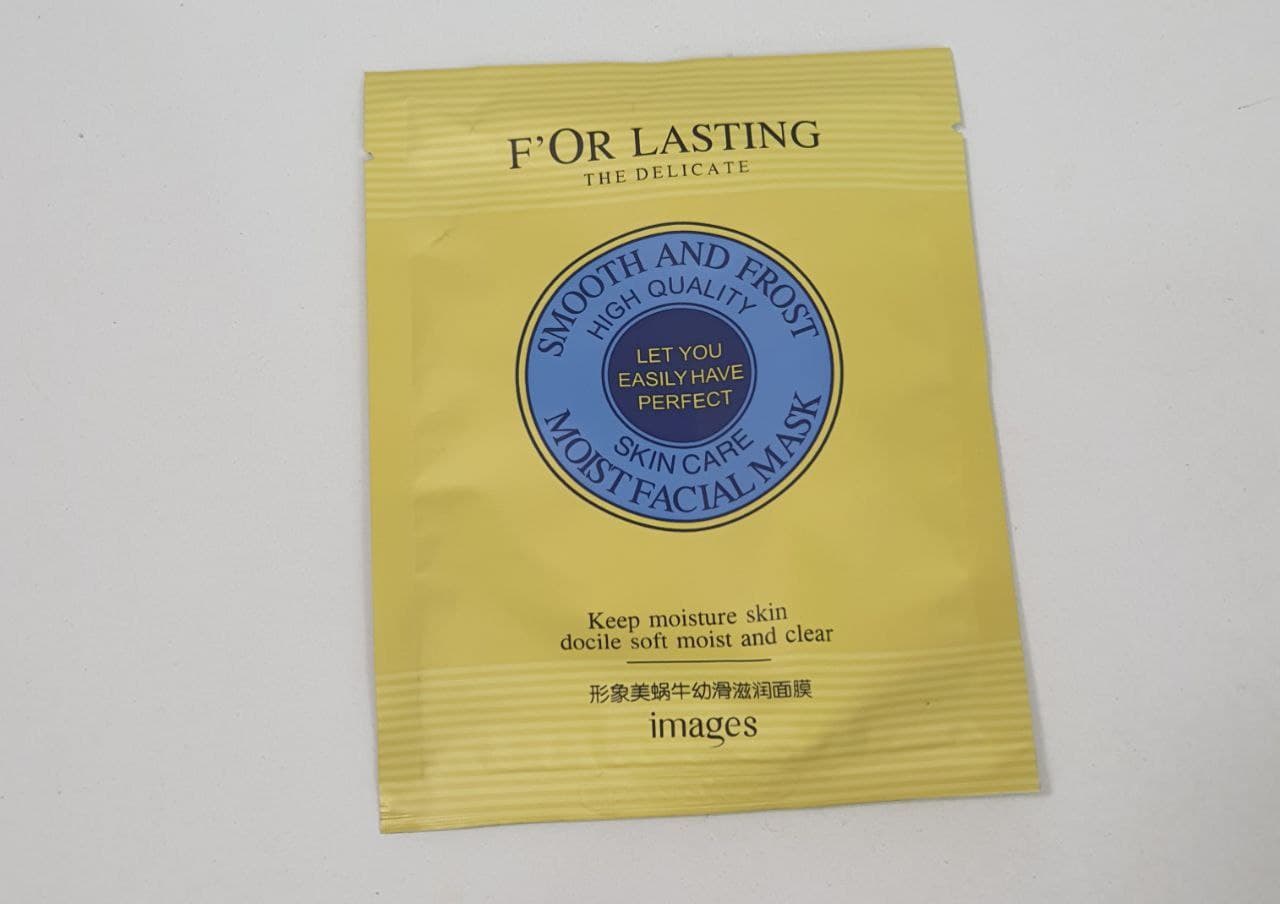 F'OR LASTING
THE DELICATE
SMOOTH AND FROST
HIGH QUALITY
LET YOU
EASILY HAVE
PERFECT
SKIN CARE
MOIST FACIAL MASK
Keep moisture skin
docile soft moist and clear
形象美蜗牛幼滑滋润面膜
images